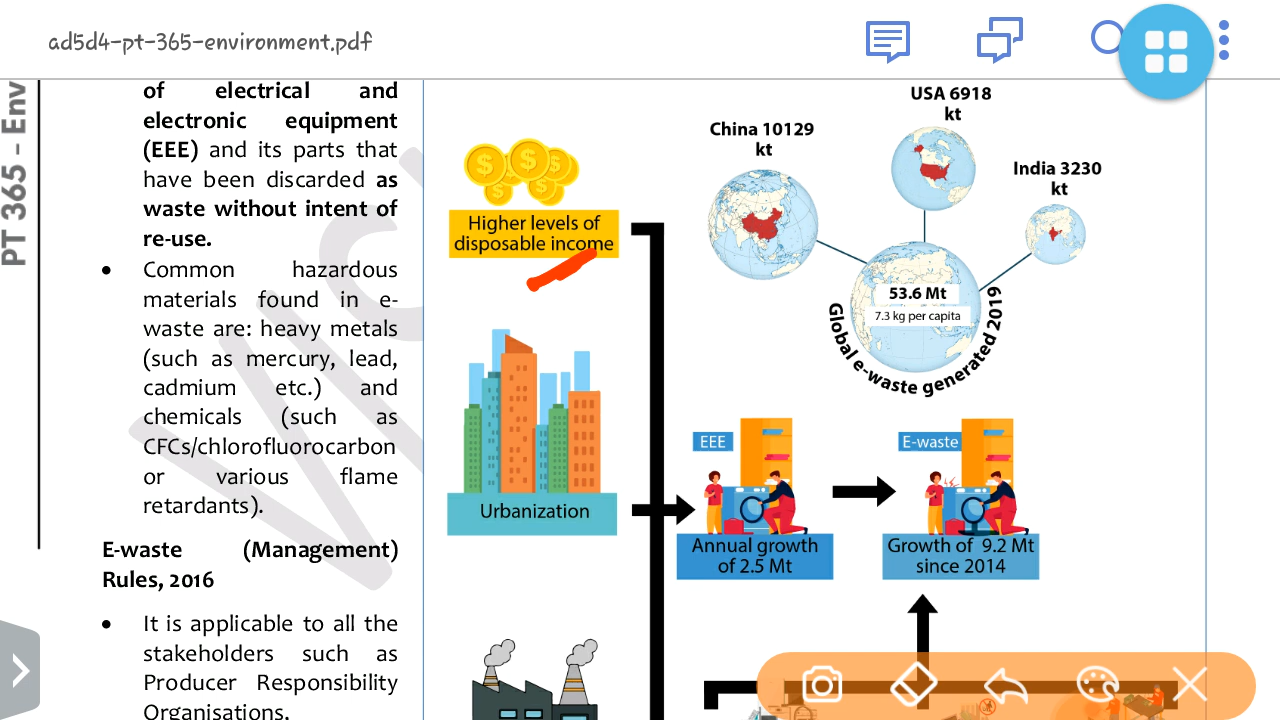 ad5d4-pt-365-environment.pdf
PT 365 - Env
of electrical and
electronic equipment
(EEE) and its parts that
have been discarded as
waste without intent of
re-use.
• Common hazardous
materials found in e-
waste are: heavy metals
(such as mercury, lead,
cadmium etc.) and
chemicals (such as
CFCs/chlorofluorocarbon
or various flame
retardants).
E-waste (Management)
Rules, 2016
• It is applicable to all the
stakeholders such as
Producer Responsibility
Organisations,
Higher levels of
disposable income
Urbanization
China 10129
kt
USA 6918
kt
India 3230
kt
53.6 Mt
7.3 kg per capita
Global e-waste generated 2019
EEE
Annual growth
of 2.5 Mt
E-waste
Growth of 9.2 Mt
since 2014